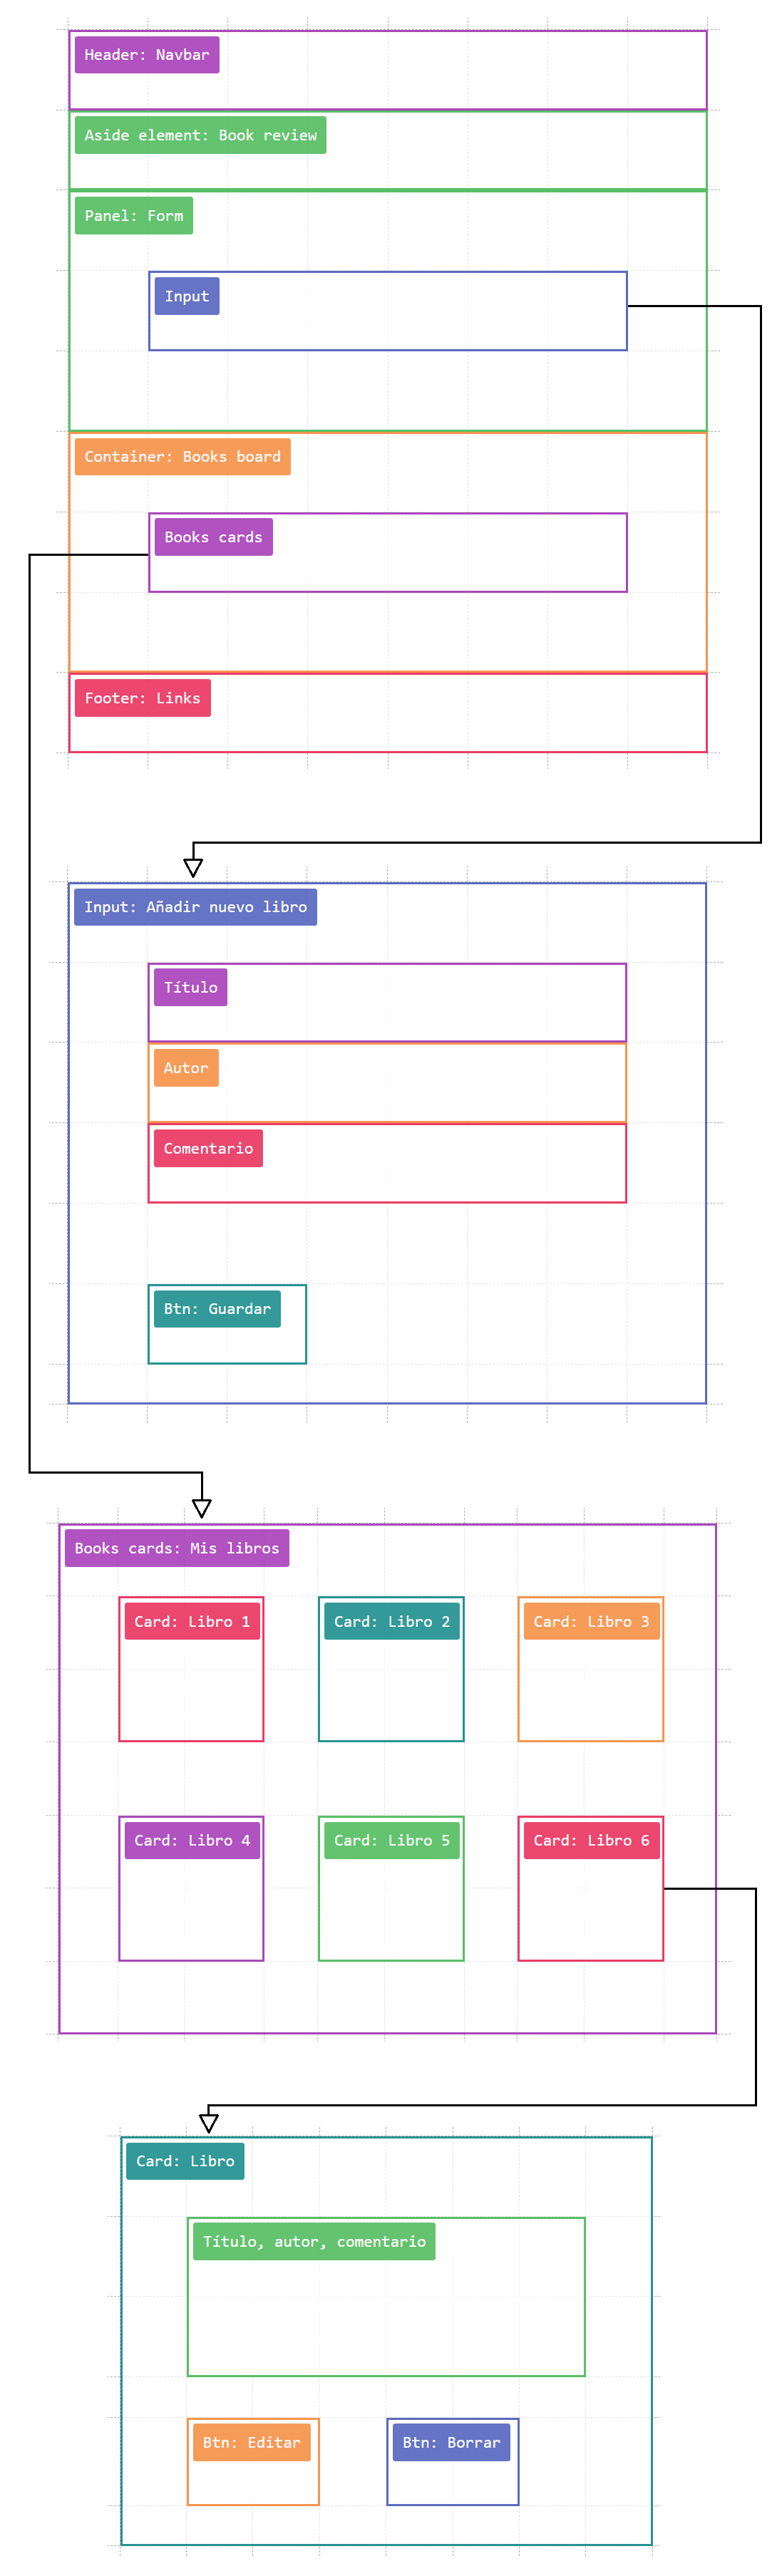 Header: Navbar
Aside element: Book review
Panel: Form
Input
Container: Books board
Books cards
Footer: Links
Input: Añadir nuevo libro
Título
Autor
Comentario
Btn: Guardar
Books cards: Mis libros
Card: Libro 1
Card: Libro 2
Card: Libro 3
Card: Libro 4
Card: Libro 5
Card: Libro 6
Card: Libro
Título, autor, comentario
Btn: Editar
Btn: Borrar